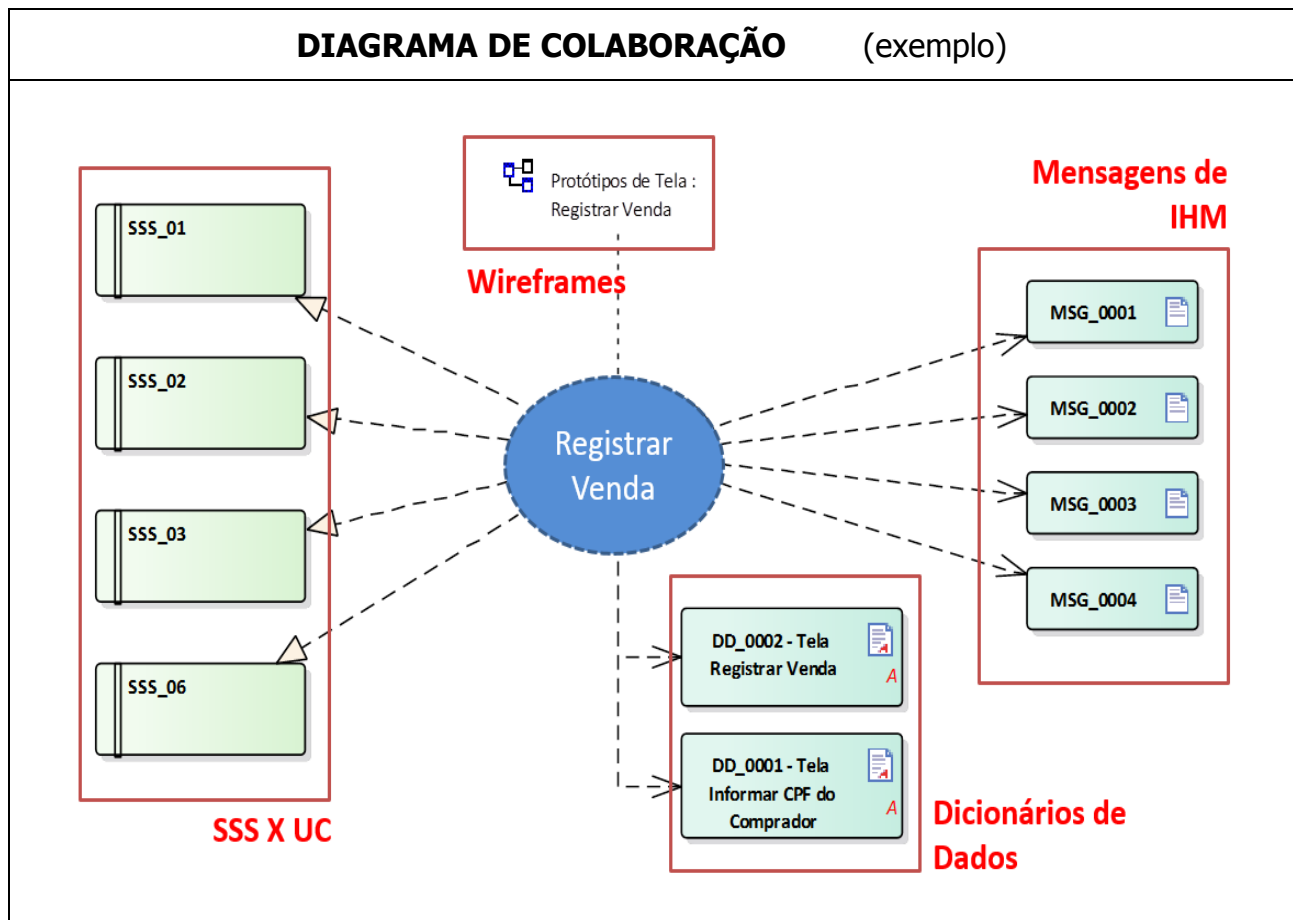 DIAGRAMA DE COLABORAÇÃO (exemplo)
SSS_01
SSS_02
SSS_03
SSS_06
SSS X UC
Protótipos de Tela :
Registrar Venda
Wireframes
Registrar
Venda
Mensagens de
IHM
MSG_0001
MSG_0002
MSG_0003
MSG_0004
DD_0002 - Tela
Registrar Venda
A
DD_0001 - Tela
Informar CPF do
Comprador
A
Dicionários de
Dados